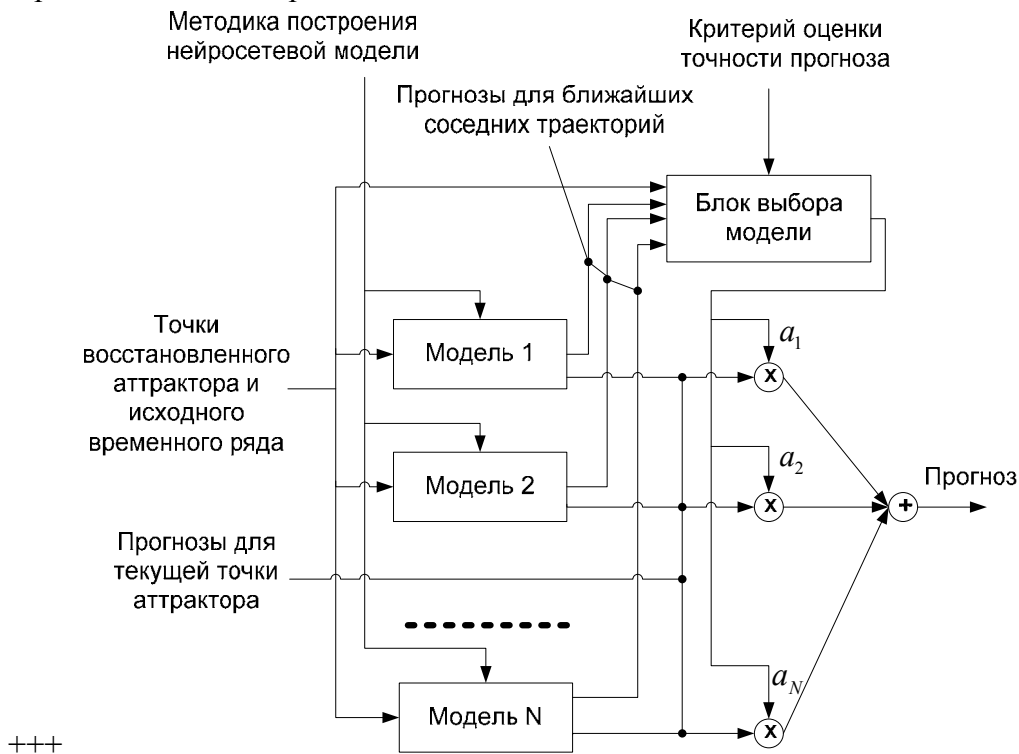 Методика построения
нейросетевой модели
Критерий оценки
точности прогноза
Прогнозы для ближайших
соседних траекторий
Блок выбора
модели
Точки
восстановленного
аттрактора и
исходного
временного ряда
Модель 1
a1
x
Модель 2
a2
x
Прогноз
+
Прогнозы для
текущей точки
аттрактора
Модель N
aN
x
+++